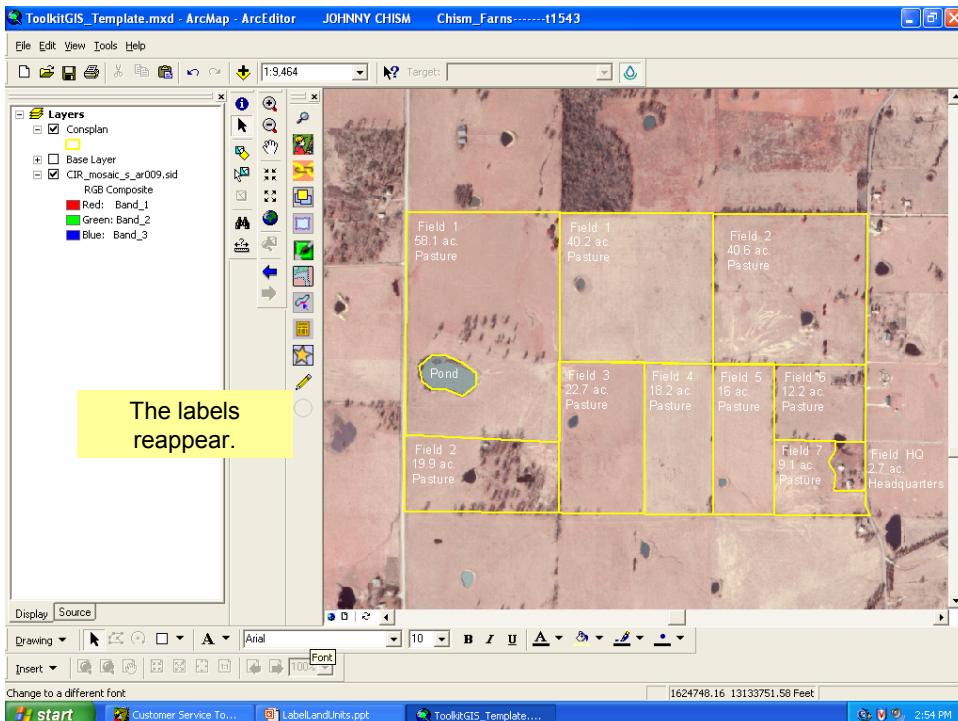 ToolkitGIS_Template.mxd - ArcMap - ArcEditor JOHNNY CHISM Chism_Farns-------t1543
File Edit View Tools Help
1:9,464 Target:
Layers
Consplan
Base Layer
CIR_mosaic_s_ar009.sid
RGB Composite
Red: Band_1
Green: Band_2
Blue: Band_3
The labels
reappear.
Field 1
58.1 ac.
Pasture
Field 1
40.2 ac.
Pasture
Field 2
40.6 ac.
Pasture
Pond
Field 3
22.7 ac.
Pasture
Field 4
18.2 ac.
Pasture
Field 5
16 ac.
Pasture
Field 6
12.2 ac.
Pasture
Field 2
19.9 ac.
Pasture
Field 7
9.1 ac.
Pasture
Field HQ
2.7 ac.
Headquarters
Display Source
Drawing A Arial 10 B I U A
Font
Insert 100%
Change to a different font 1624748.16 13133751.58 Feet
start Customer Service To... LabelLandUnits.ppt ToolkitGIS_Template.... 2:54 PM